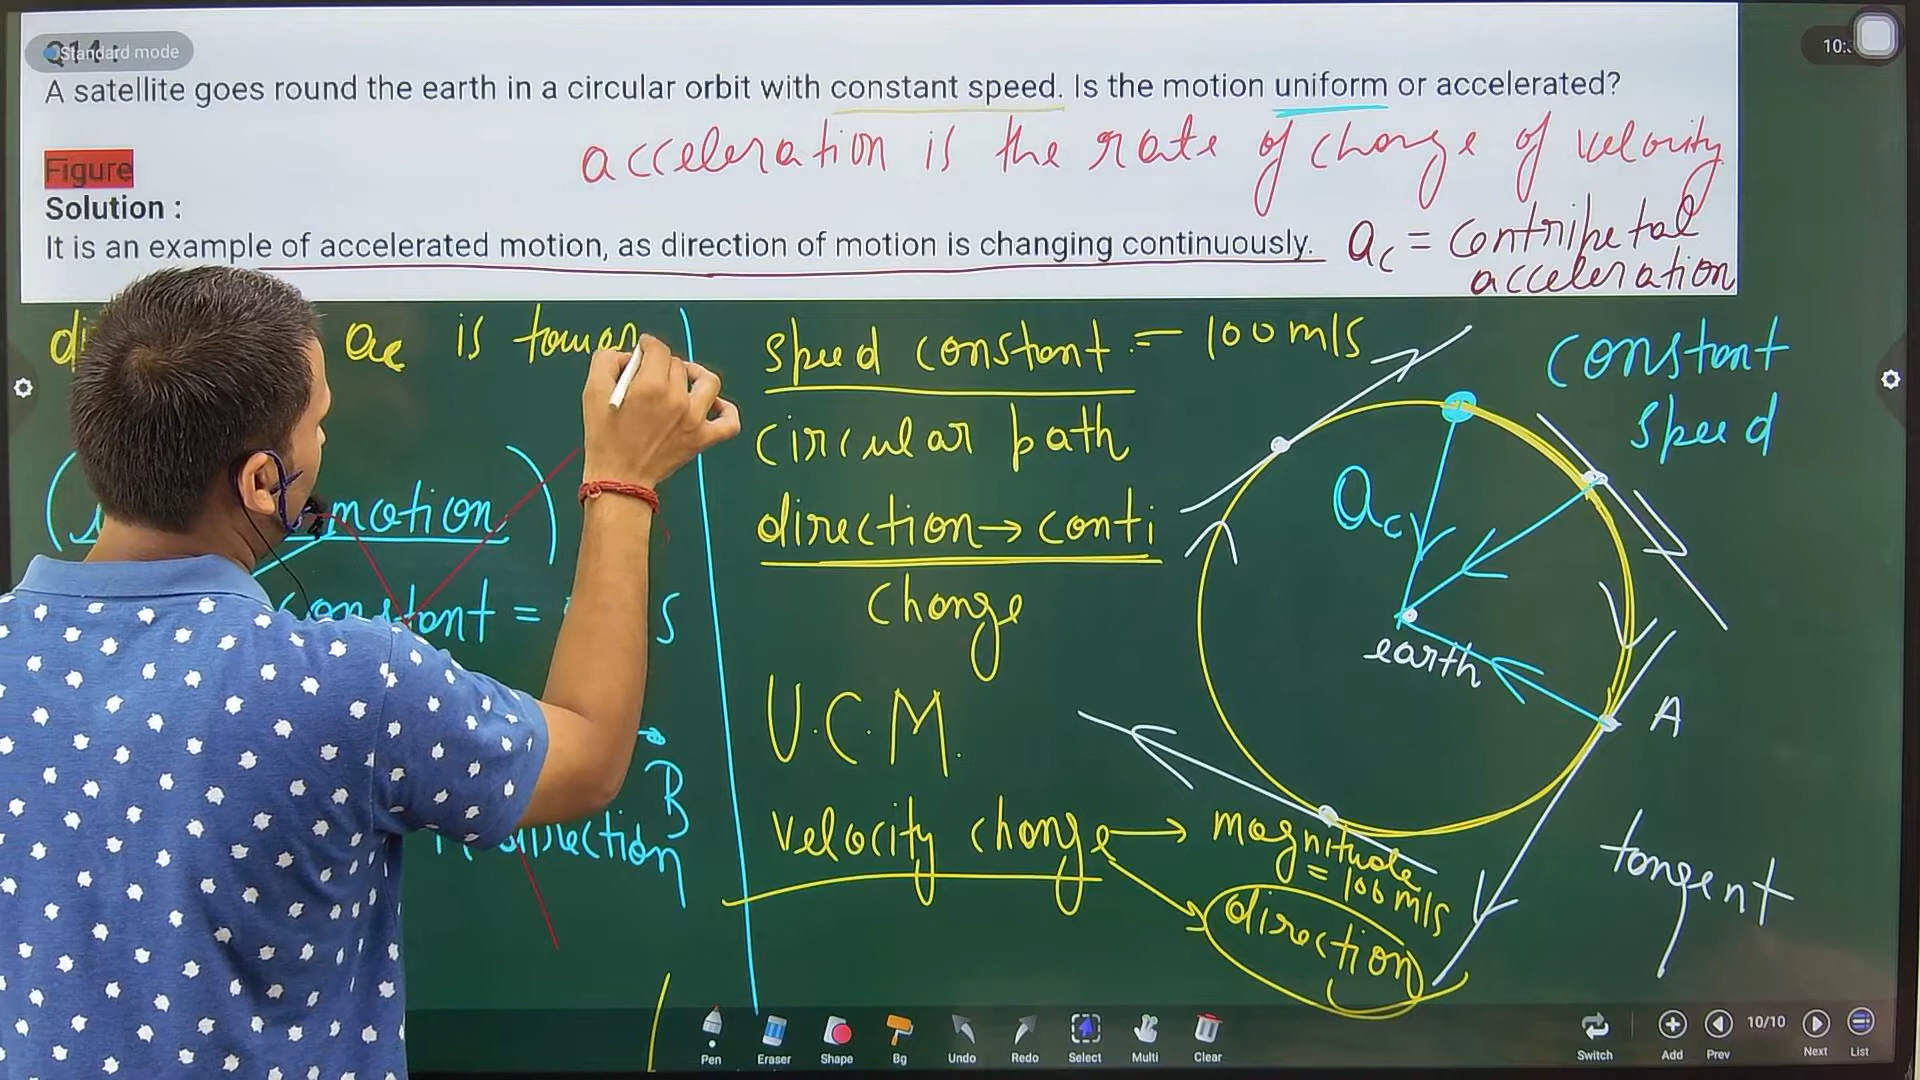 Q14 :
Standard mode
10:
A satellite goes round the earth in a circular orbit with constant speed. Is the motion uniform or accelerated?
acceleration is the rate of change of velocity
Figure
Solution :
It is an example of accelerated motion, as direction of motion is changing continuously.
ac = contripetal
acceleration
ac is towar
motion
constant = s
B
direction
speed constant = 100 m/s
circular path
direction → conti
change
U.C.M.
velocity change → magnitude
= 100 m/s
direction
constant
speed
ac
earth
A
tangent
Pen
Eraser
Shape
Bg
Undo
Redo
Select
Multi
Clear
Switch
Add
Prev
10/10
Next
List